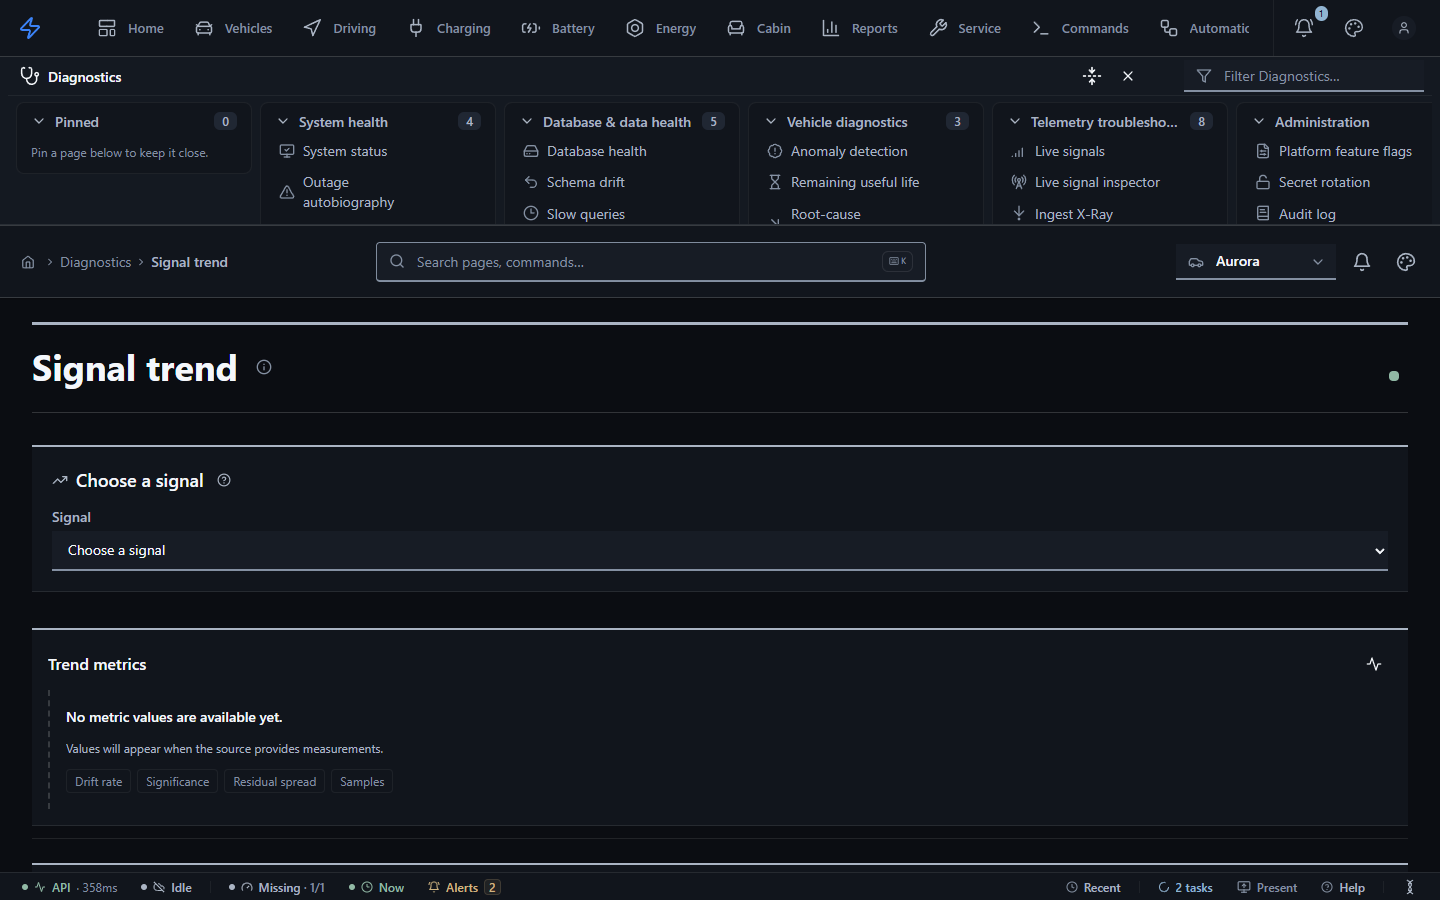 Home
Vehicles
Driving
Charging
Battery
Energy
Cabin
Reports
Service
Commands
Automatic
1
Diagnostics
Filter Diagnostics...
Pinned
0
Pin a page below to keep it close.
System health
4
System status
Outage
autobiography
Database & data health
5
Database health
Schema drift
Slow queries
Vehicle diagnostics
3
Anomaly detection
Remaining useful life
Root-cause
Telemetry troublesho...
8
Live signals
Live signal inspector
Ingest X-Ray
Administration
Platform feature flags
Secret rotation
Audit log
Diagnostics
Signal trend
Search pages, commands...
K
Aurora
Signal trend
Choose a signal
Signal
Choose a signal
Trend metrics
No metric values are available yet.
Values will appear when the source provides measurements.
Drift rate
Significance
Residual spread
Samples
API · 358ms
Idle
Missing · 1/1
Now
Alerts 2
Recent
2 tasks
Present
Help